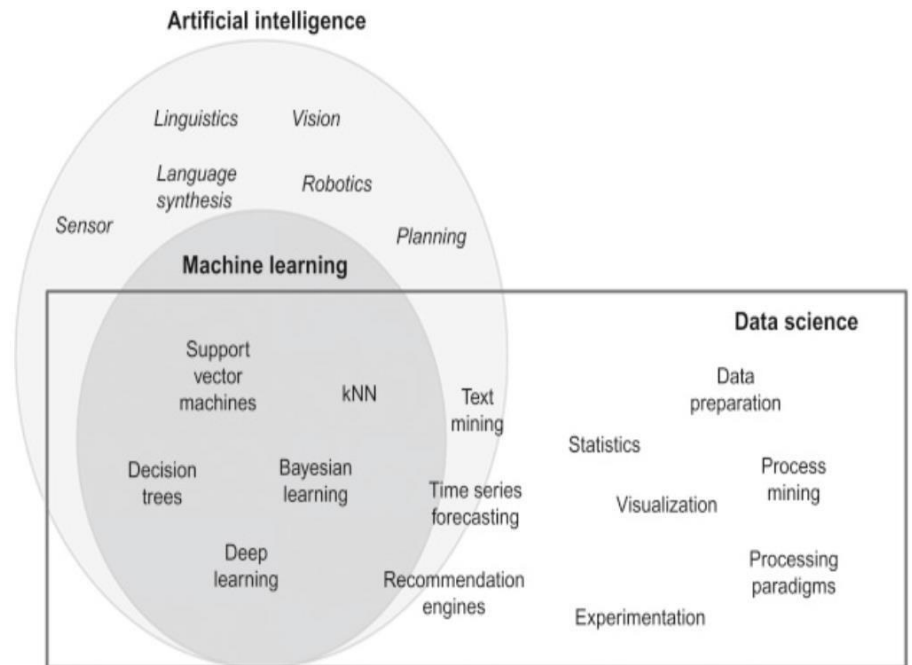 Artificial intelligence
Linguistics
Vision
Language
synthesis
Robotics
Sensor
Planning
Machine learning
Data science
Support
vector
machines
kNN
Text
mining
Data
preparation
Statistics
Decision
trees
Bayesian
learning
Time series
forecasting
Visualization
Process
mining
Deep
learning
Recommendation
engines
Experimentation
Processing
paradigms